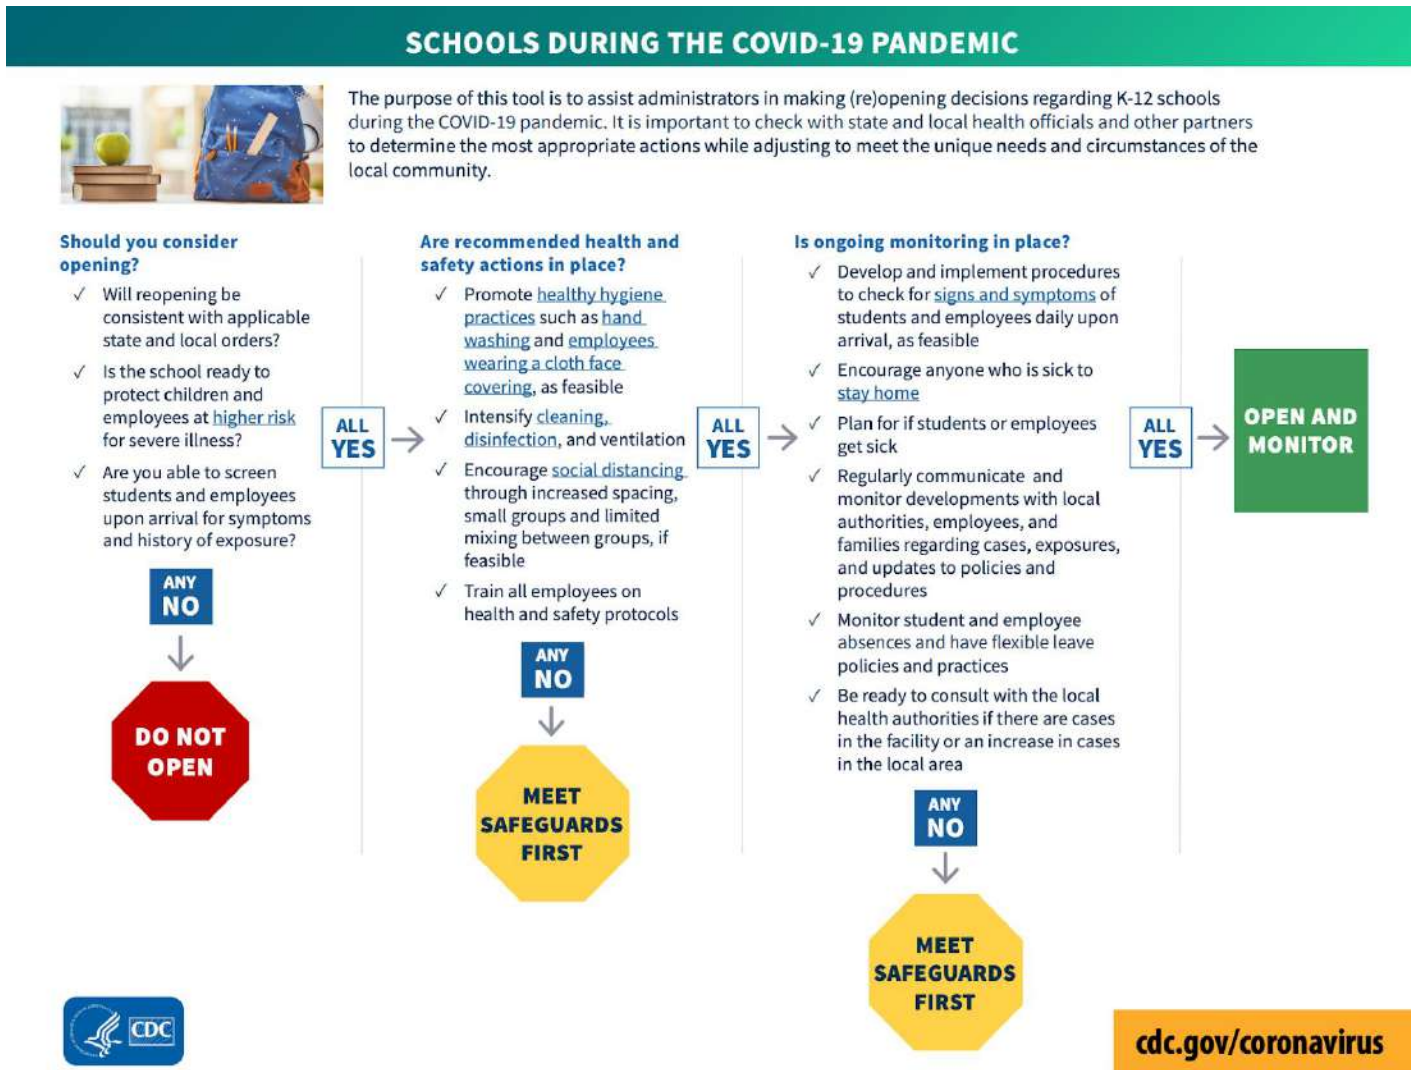 SCHOOLS DURING THE COVID-19 PANDEMIC
The purpose of this tool is to assist administrators in making (re)opening decisions regarding K-12 schools
during the COVID-19 pandemic. It is important to check with state and local health officials and other partners
to determine the most appropriate actions while adjusting to meet the unique needs and circumstances of the
local community.
Should you consider
opening?
✓ Will reopening be
consistent with applicable
state and local orders?
✓ Is the school ready to
protect children and
employees at higher risk
for severe illness?
✓ Are you able to screen
students and employees
upon arrival for symptoms
and history of exposure?
ANY
NO
DO NOT
OPEN
ALL
YES
Are recommended health and
safety actions in place?
✓ Promote healthy hygiene
practices such as hand
washing and employees
wearing a cloth face
covering, as feasible
✓ Intensify cleaning,
disinfection, and ventilation
✓ Encourage social distancing
through increased spacing,
small groups and limited
mixing between groups, if
feasible
✓ Train all employees on
health and safety protocols
ANY
NO
MEET
SAFEGUARDS
FIRST
ALL
YES
Is ongoing monitoring in place?
✓ Develop and implement procedures
to check for signs and symptoms of
students and employees daily upon
arrival, as feasible
✓ Encourage anyone who is sick to
stay home
✓ Plan for if students or employees
get sick
✓ Regularly communicate and
monitor developments with local
authorities, employees, and
families regarding cases, exposures,
and updates to policies and
procedures
✓ Monitor student and employee
absences and have flexible leave
policies and practices
✓ Be ready to consult with the local
health authorities if there are cases
in the facility or an increase in cases
in the local area
ANY
NO
MEET
SAFEGUARDS
FIRST
ALL
YES
OPEN AND
MONITOR
CDC
cdc.gov/coronavirus